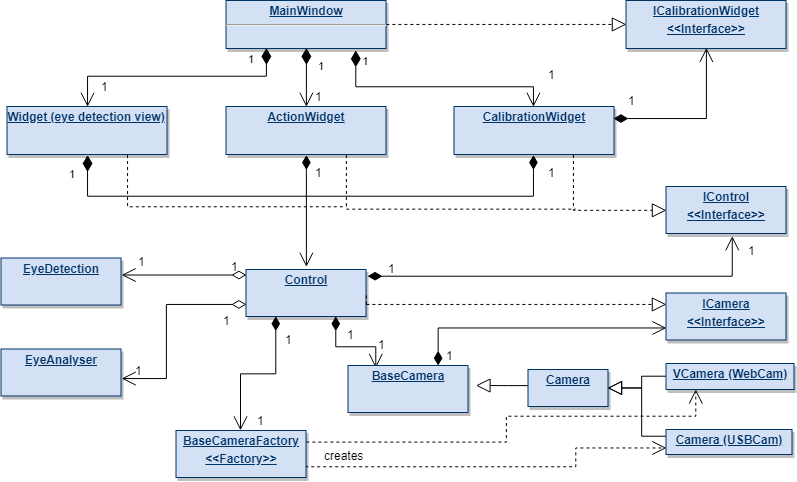 MainWindow
ICalibrationWidget
<<Interface>>
1
1
1
1
1
1
1
Widget (eye detection view)
ActionWidget
CalibrationWidget
1
1
1
IControl
<<Interface>>
1
EyeDetection
1
1
1
Control
ICamera
<<Interface>>
1
1
1
1
1
EyeAnalyser
1
BaseCamera
Camera
VCamera (WebCam)
1
BaseCameraFactory
<<Factory>>
creates
Camera (USBCam)